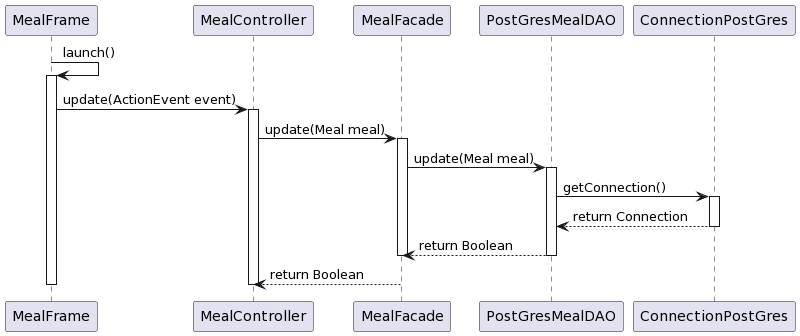 MealFrame MealController MealFacade PostGresMealDAO ConnectionPostGres
launch()
update(ActionEvent event)
update(Meal meal)
update(Meal meal)
getConnection()
return Connection
return Boolean
return Boolean
MealFrame MealController MealFacade PostGresMealDAO ConnectionPostGres